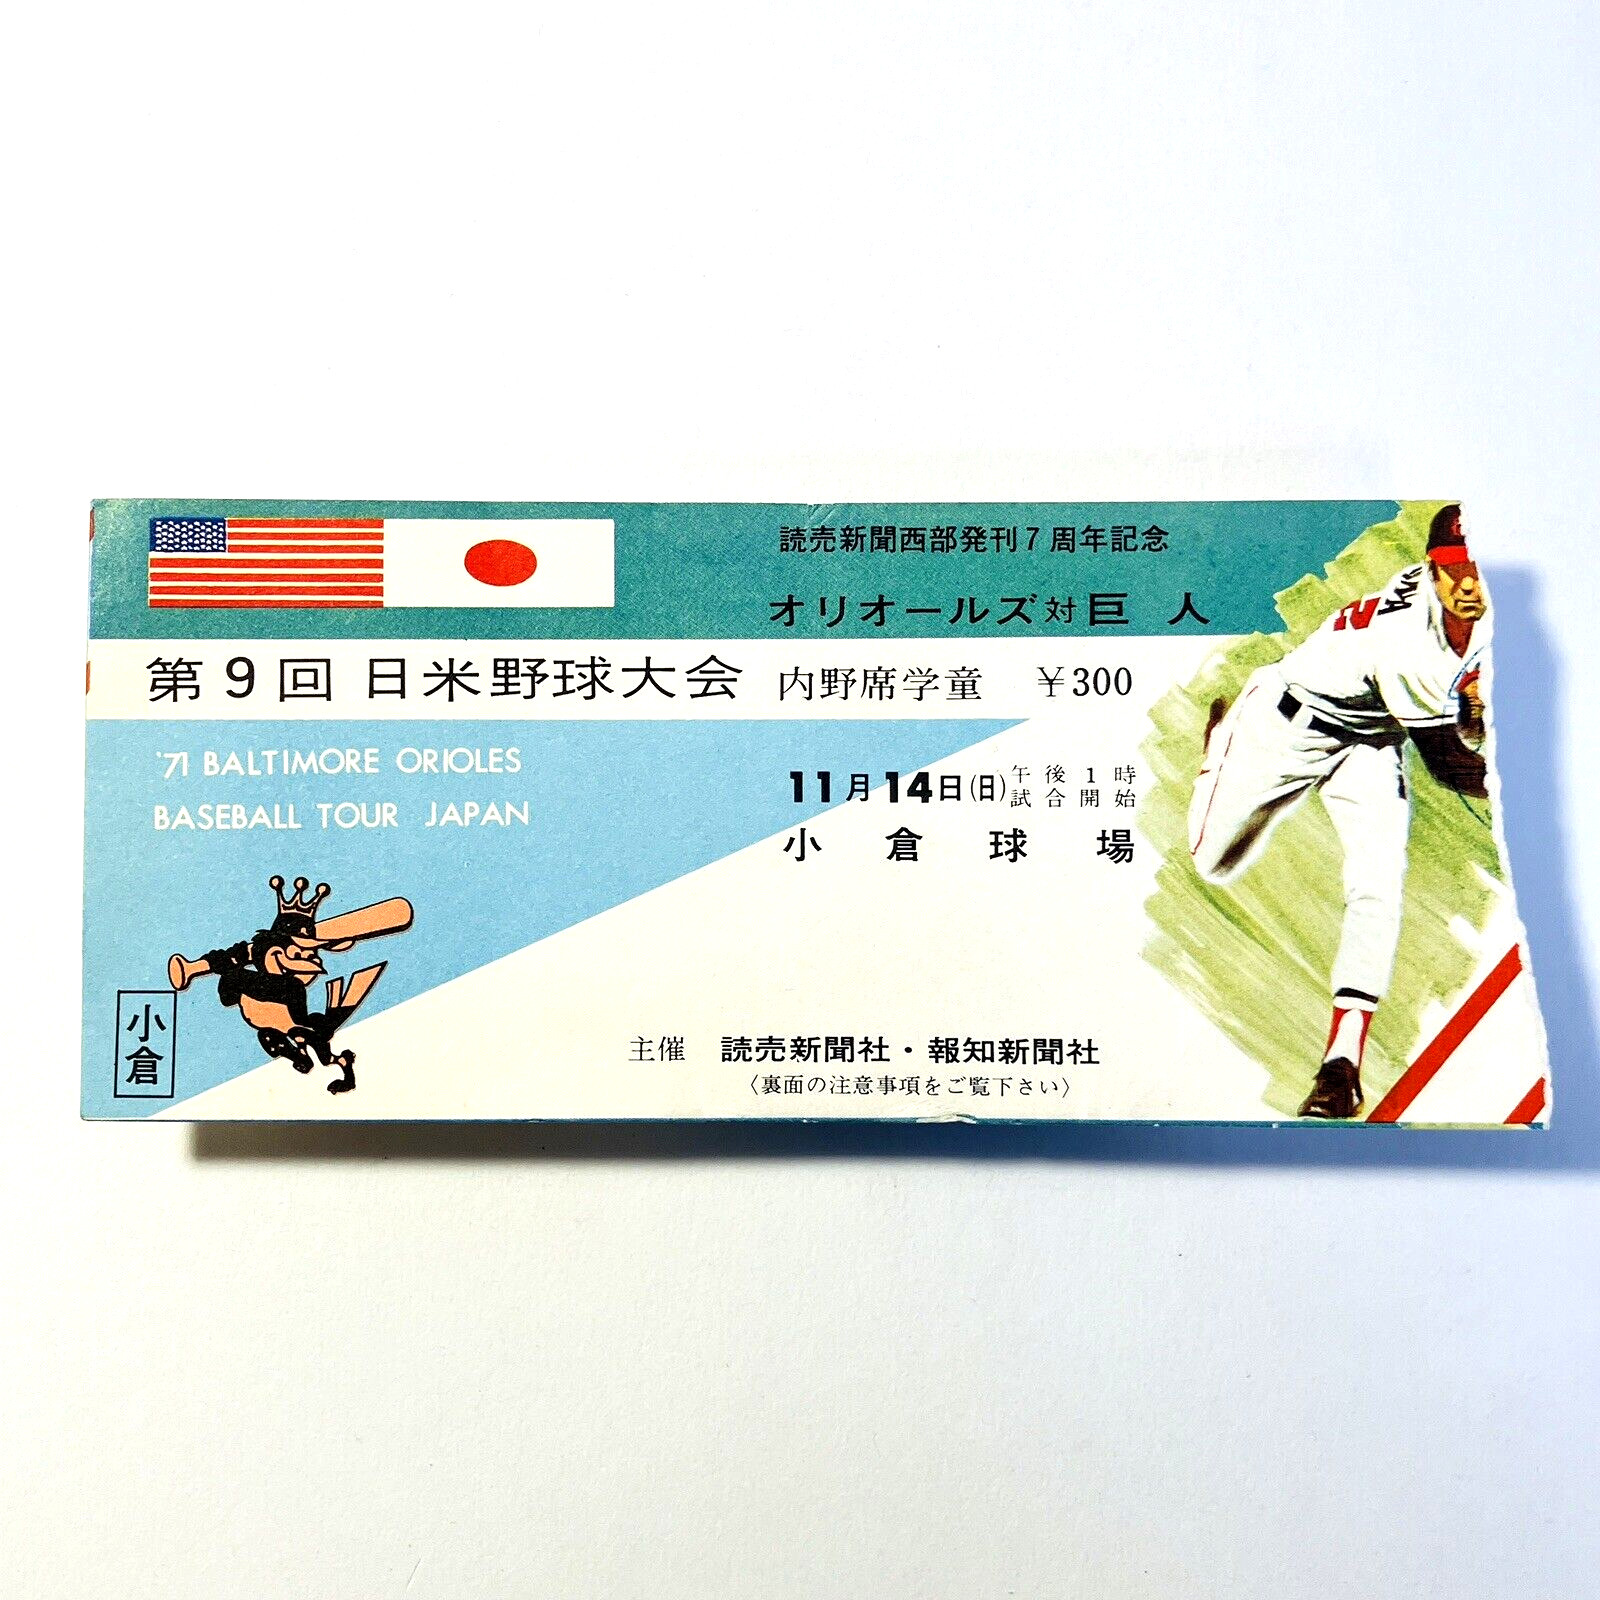 読売新聞西部発刊7周年記念
オリオールズ対巨人
第9回 日米野球大会 内野席学童 ¥300
'71 BALTIMORE ORIOLES
BASEBALL TOUR JAPAN
11月14日(日) 午後1時
試合開始
小倉球場
小倉
主催 読売新聞社・報知新聞社
〈裏面の注意事項をご覧下さい〉